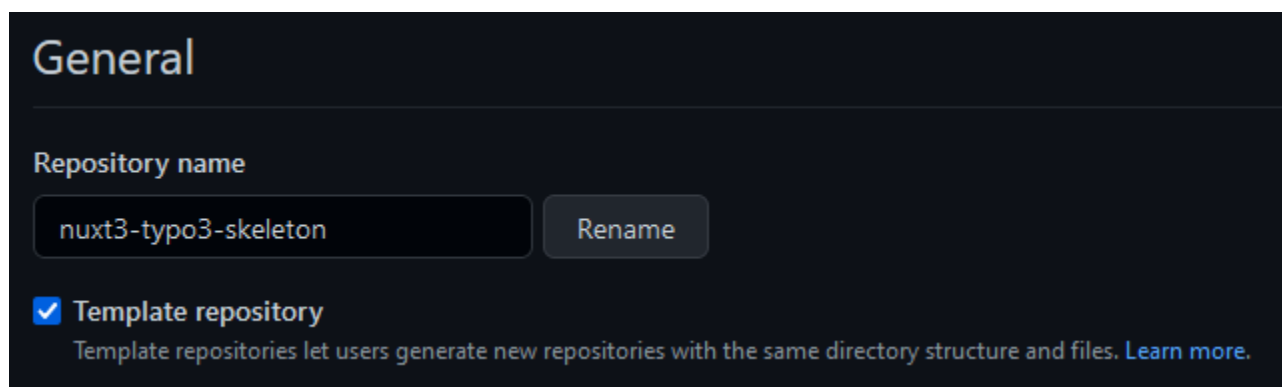 General
Repository name
nuxt3-typo3-skeleton
Rename
Template repository
Template repositories let users generate new repositories with the same directory structure and files. Learn more.